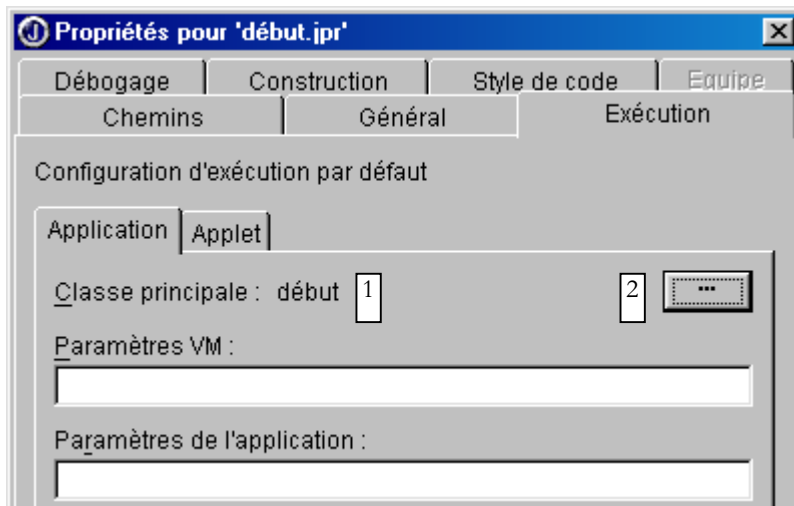 Propriétés pour 'début.jpr'
Débogage Construction Style de code Equipe
Chemins Général Exécution
Configuration d'exécution par défaut
Application Applet
Classe principale : début 1 2 ...
Paramètres VM :
Paramètres de l'application :